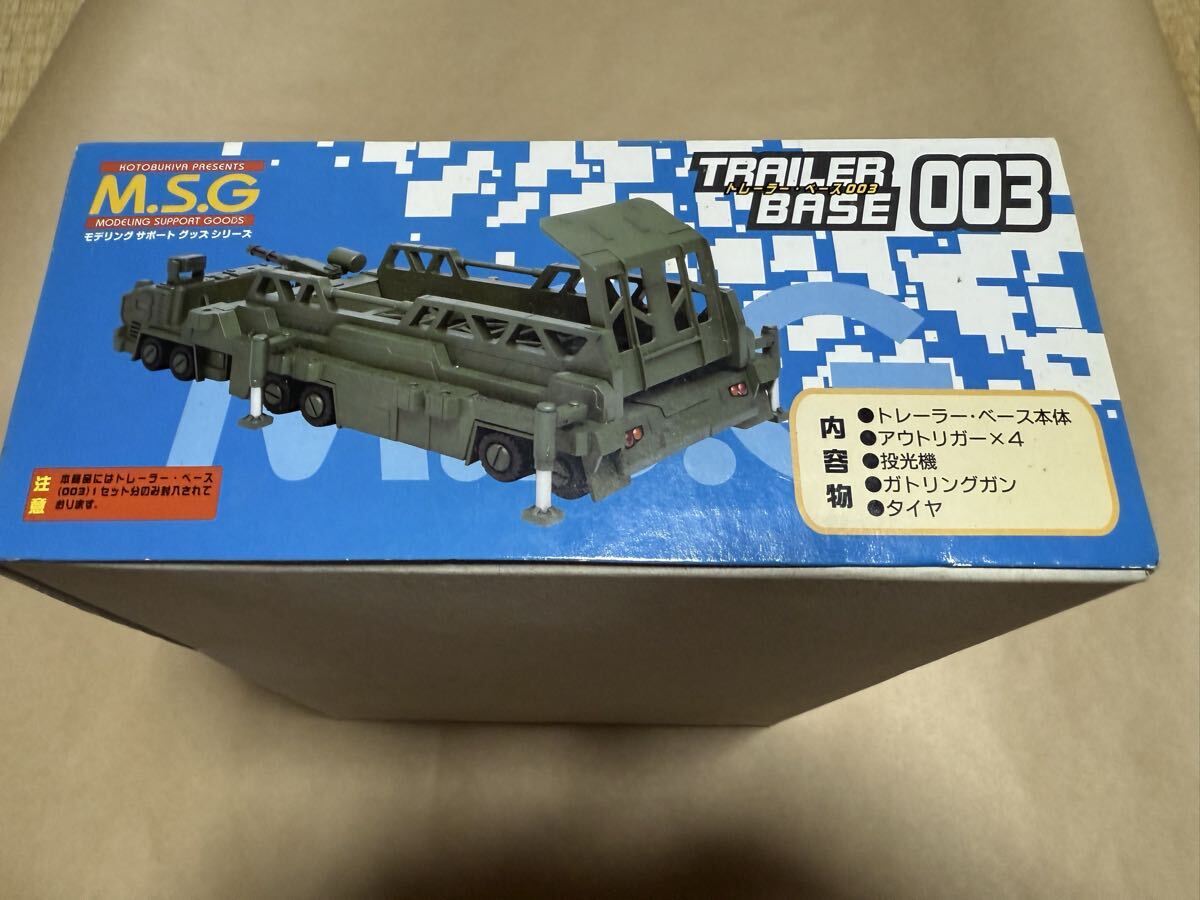 KOTOBUKIYA PRESENTS
M.S.G
MODELING SUPPORT GOODS
モデリング サポート グッズ シリーズ
TRAILER
トレーラー・ベース003
BASE
003
注意
本商品にはトレーラー・ベース
(003)1セット分のみ封入されて
おります。
内容物
●トレーラー・ベース本体
●アウトリガー×4
●投光機
●ガトリングガン
●タイヤ
M.S.G